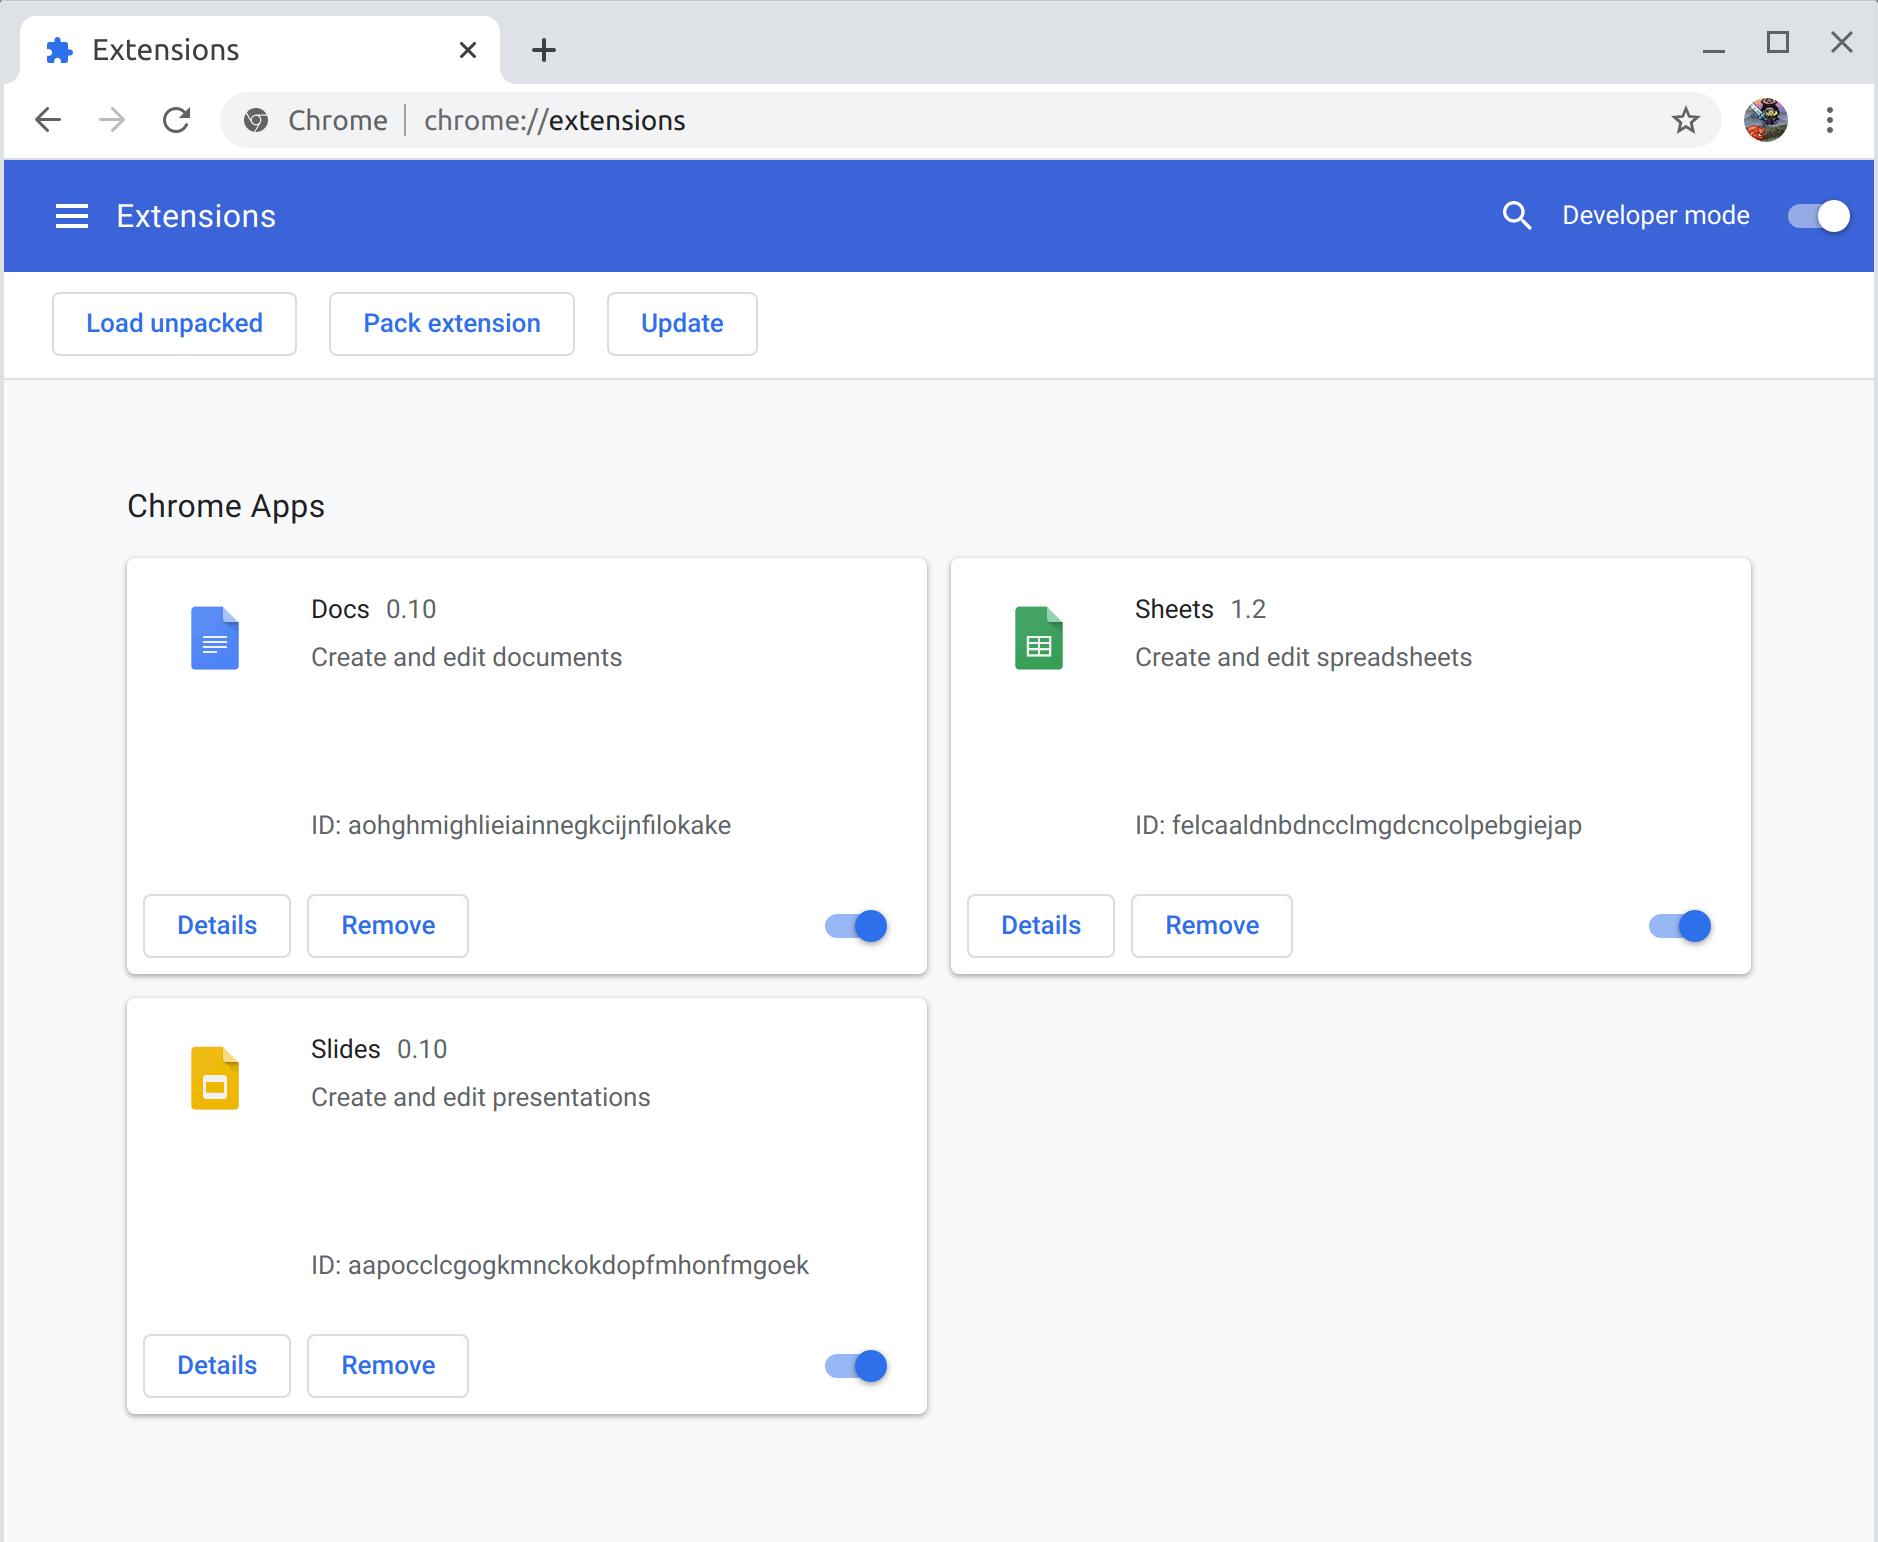 Extensions
Chrome chrome://extensions
Extensions Developer mode
Load unpacked Pack extension Update
Chrome Apps
Docs 0.10
Create and edit documents
ID: aohghmighlieiainnegkcijnfilokake
Details Remove
Sheets 1.2
Create and edit spreadsheets
ID: felcaaldnbdncclmgdcncolpebgiejap
Details Remove
Slides 0.10
Create and edit presentations
ID: aapocclcgogkmnckokdopfmhonfmgoek
Details Remove